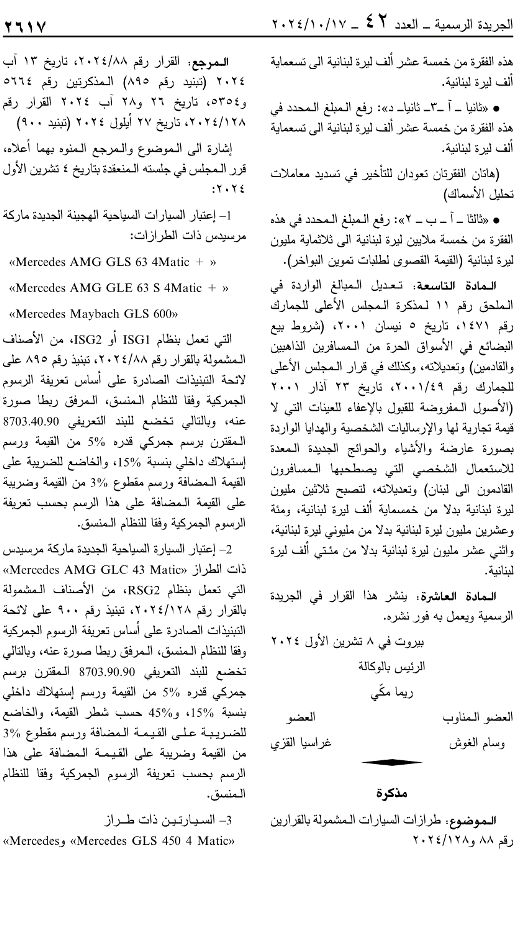 الجريدة الرسمية ــ العدد ٤٢ ــ ٢٠٢٤/١٠/١٧
٢٦١٧
هذه الفقرة من خمسة عشر ألف ليرة لبنانية الى تسعماية
ألف ليرة لبنانية.
● «ثانيا ــ آ ــ٣ــ ثانياــ د»: رفع المبلغ المحدد في
هذه الفقرة من خمسة عشر ألف ليرة لبنانية الى تسعماية
ألف ليرة لبنانية.
(هاتان الفقرتان تعودان للتأخير في تسديد معاملات
تحليل الأسماك)
● «ثالثا ــ آ ــ ب ــ ٢»: رفع المبلغ المحدد في هذه
الفقرة من خمسة ملايين ليرة لبنانية الى ثلاثماية مليون
ليرة لبنانية (القيمة القصوى لطلبات تموين البواخر).
المادة التاسعة: تعديل المبالغ الواردة في
الملحق رقم ١١ لمذكرة المجلس الأعلى للجمارك
رقم ١٤٧١، تاريخ ٥ نيسان ٢٠٠١، (شروط بيع
البضائع في الأسواق الحرة من المسافرين الذاهبين
والقادمين) وتعديلاته، وكذلك في قرار المجلس الأعلى
للجمارك رقم ٢٠٠١/٤٩، تاريخ ٢٣ آذار ٢٠٠١
(الأصول المفروضة للقبول بالإعفاء للعينات التي لا
قيمة تجارية لها والإرساليات الشخصية والهدايا الواردة
بصورة عارضة والأشياء والحوائج الجديدة المعدة
للاستعمال الشخصي التي يصطحبها المسافرون
القادمون الى لبنان) وتعديلاته، لتصبح ثلاثين مليون
ليرة لبنانية بدلا من خمسماية ألف ليرة لبنانية، ومئة
وعشرين مليون ليرة لبنانية بدلا من مليوني ليرة لبنانية،
واثني عشر مليون ليرة لبنانية بدلا من مئتي ألف ليرة
لبنانية.
المادة العاشرة: ينشر هذا القرار في الجريدة
الرسمية ويعمل به فور نشره.
بيروت في ٨ تشرين الأول ٢٠٢٤
الرئيس بالوكالة
ريما مكّي
العضو المناوب العضو
وسام الغوش غراسيا القزي
مذكرة
الموضوع: طرازات السيارات المشمولة بالقرارين
رقم ٨٨ و٢٠٢٤/١٢٨
المرجع: القرار رقم ٢٠٢٤/٨٨، تاريخ ١٣ آب
٢٠٢٤ (تبنيد رقم ٨٩٥) المذكرتين رقم ٥٦٦٤
و٥٣٥٤، تاريخ ٢٦ و٢٨ آب ٢٠٢٤ القرار رقم
٢٠٢٤/١٢٨، تاريخ ٢٧ أيلول ٢٠٢٤ (تبنيد ٩٠٠)
إشارة الى الموضوع والمرجع المنوه بهما أعلاه،
قرر المجلس في جلسته المنعقدة بتاريخ ٤ تشرين الأول
٢٠٢٤:
1– إعتبار السيارات السياحية الهجينة الجديدة ماركة
مرسيدس ذات الطرازات:
«Mercedes AMG GLS 63 4Matic + »
«Mercedes AMG GLE 63 S 4Matic + »
«Mercedes Maybach GLS 600»
التي تعمل بنظام ISG1 أو ISG2، من الأصناف
المشمولة بالقرار رقم ٢٠٢٤/٨٨، تبنيذ رقم ٨٩٥ على
لائحة التبنيذات الصادرة على أساس تعريفة الرسوم
الجمركية وفقا للنظام المنسق، المرفق ربطا صورة
عنه، وبالتالي تخضع للبند التعريفي 8703.40.90
المقترن برسم جمركي قدره 5% من القيمة ورسم
إستهلاك داخلي بنسبة 15%، والخاضع للضريبة على
القيمة المضافة ورسم مقطوع 3% من القيمة وضريبة
على القيمة المضافة على هذا الرسم بحسب تعريفة
الرسوم الجمركية وفقا للنظام المنسق.
2– إعتبار السيارة السياحية الجديدة ماركة مرسيدس
ذات الطراز «Mercedes AMG GLC 43 Matic»
التي تعمل بنظام RSG2، من الأصناف المشمولة
بالقرار رقم ٢٠٢٤/١٢٨، تبنيذ رقم ٩٠٠ على لائحة
التبنيذات الصادرة على أساس تعريفة الرسوم الجمركية
وفقا للنظام المنسق، المرفق ربطا صورة عنه، وبالتالي
تخضع للبند التعريفي 8703.90.90 المقترن برسم
جمركي قدره 5% من القيمة ورسم إستهلاك داخلي
بنسبة 15%، و45% حسب شطر القيمة، والخاضع
للضريبة على القيمة المضافة ورسم مقطوع 3%
من القيمة وضريبة على القيمة المضافة على هذا
الرسم بحسب تعريفة الرسوم الجمركية وفقا للنظام
المنسق.
3– السيارتين ذات طراز
«Mercedes GLS 450 4 Matic» و«Mercedes